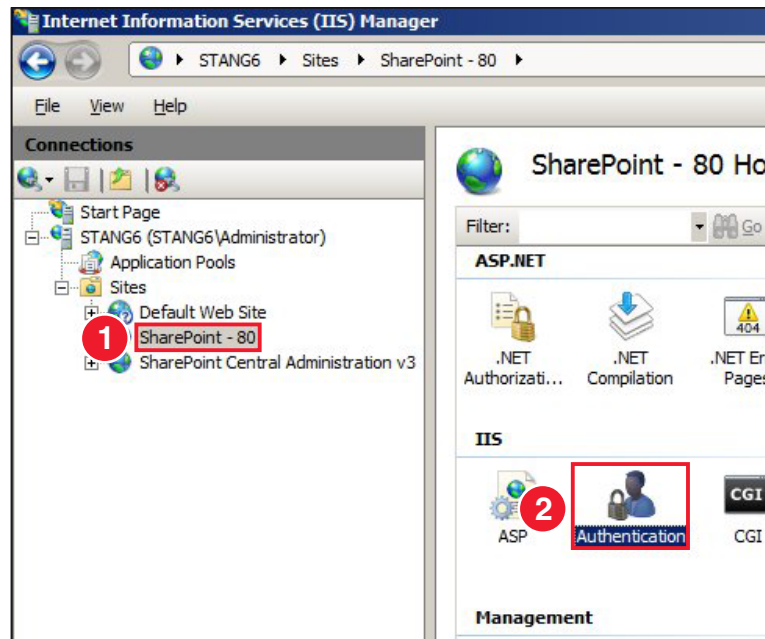 Internet Information Services (IIS) Manager
STANG6 Sites SharePoint - 80
File View Help
Connections
Start Page
STANG6 (STANG6\Administrator)
Application Pools
Sites
Default Web Site
1 SharePoint - 80
SharePoint Central Administration v3
SharePoint - 80 Ho
Filter: Go
ASP.NET
404
.NET .NET .NET Er
Authorizati... Compilation Pages
IIS
CGI
2
ASP Authentication CGI
Management